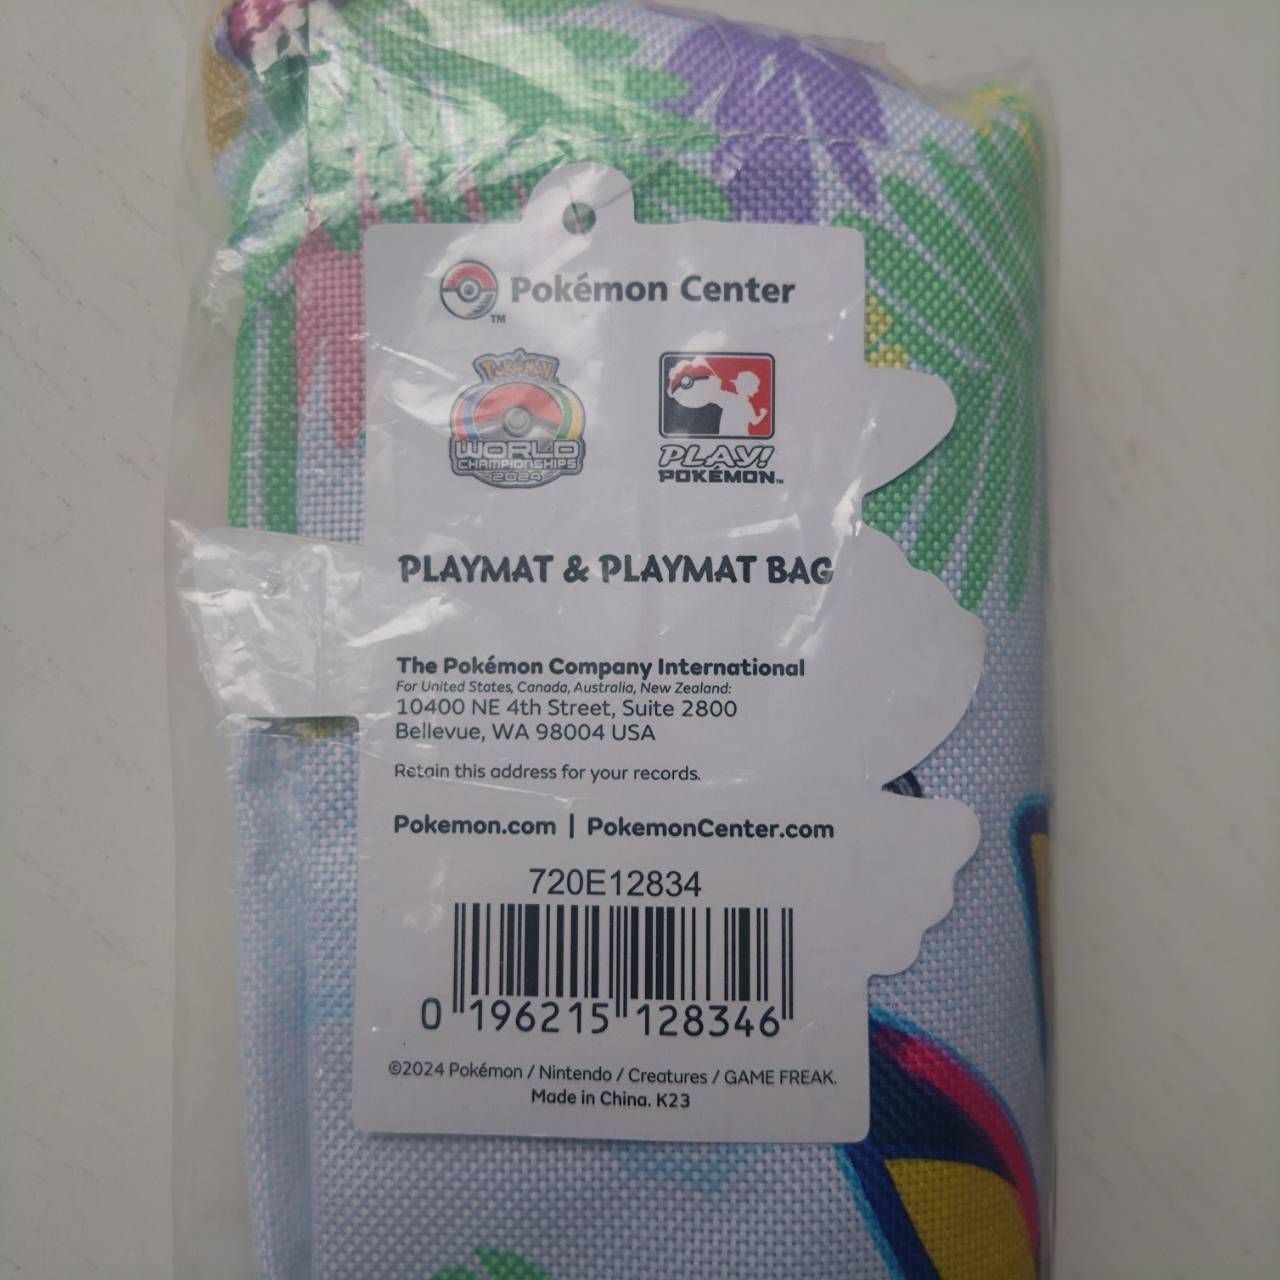 Pokémon Center
TM
POKÉMON
WORLD
CHAMPIONSHIPS
2024
PLAY!
POKÉMON™
PLAYMAT & PLAYMAT BAG
The Pokémon Company International
For United States, Canada, Australia, New Zealand:
10400 NE 4th Street, Suite 2800
Bellevue, WA 98004 USA
Retain this address for your records.
Pokemon.com | PokemonCenter.com
720E12834
0 196215 128346
©2024 Pokémon / Nintendo / Creatures / GAME FREAK.
Made in China. K23